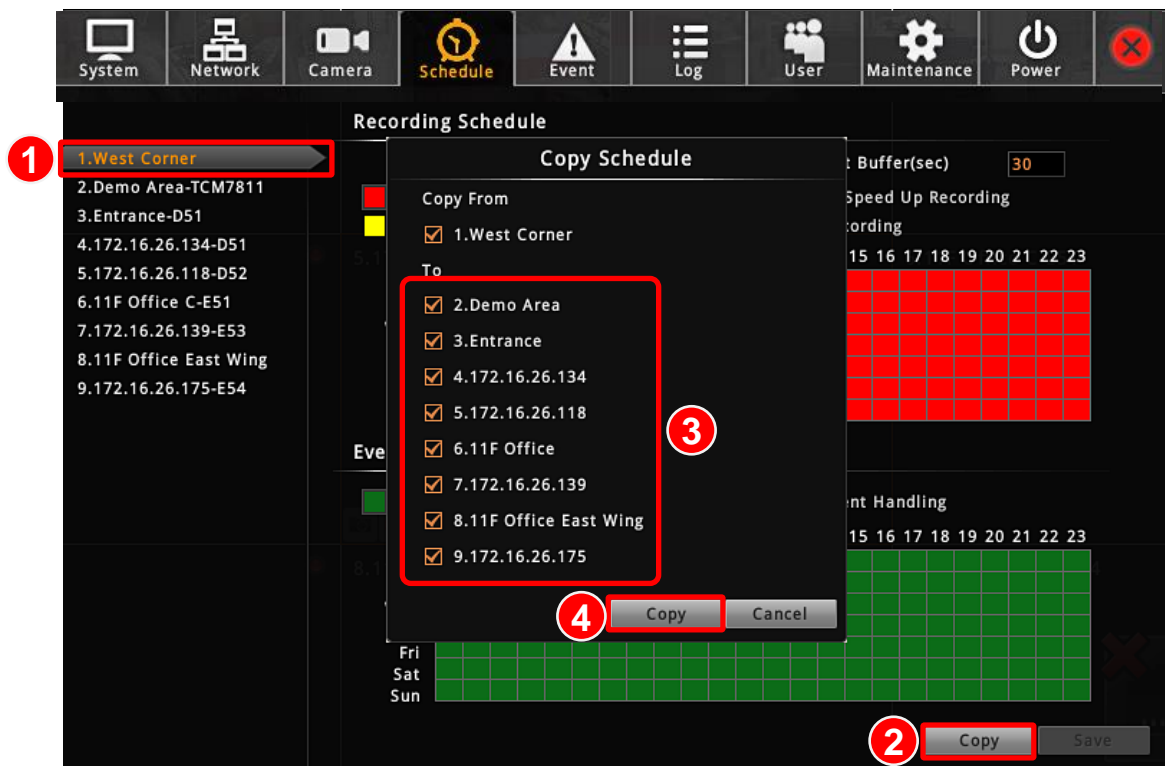 System Network Camera Schedule Event Log User Maintenance Power
Recording Schedule
1
1.West Corner
2.Demo Area-TCM7811
3.Entrance-D51
4.172.16.26.134-D51
5.172.16.26.118-D52
6.11F Office C-E51
7.172.16.26.139-E53
8.11F Office East Wing
9.172.16.26.175-E54
Copy Schedule
Copy From
1.West Corner
To
2.Demo Area
3.Entrance
4.172.16.26.134
5.172.16.26.118
6.11F Office
7.172.16.26.139
8.11F Office East Wing
9.172.16.26.175
3
4
Copy Cancel
t Buffer(sec) 30
Speed Up Recording
cording
15 16 17 18 19 20 21 22 23
Eve
ent Handling
15 16 17 18 19 20 21 22 23
Fri
Sat
Sun
2
Copy Save